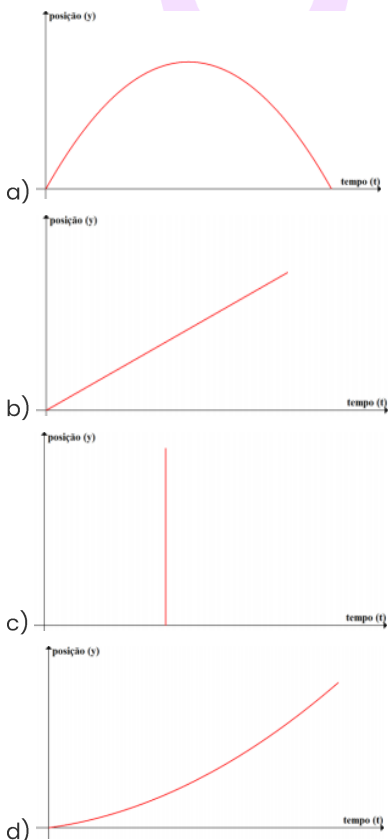 posição (y)
tempo (t)
a)
posição (y)
tempo (t)
b)
posição (y)
tempo (t)
c)
posição (y)
tempo (t)
d)